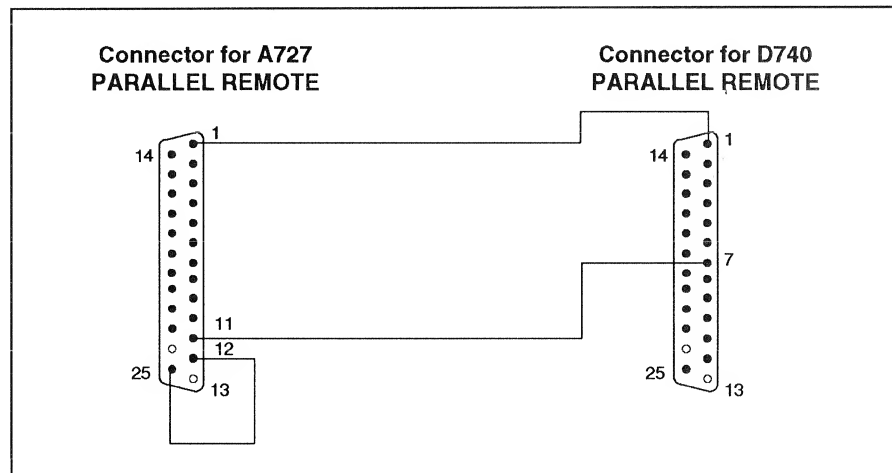 Connector for A727
PARALLEL REMOTE
Connector for D740
PARALLEL REMOTE
1
14
11
12
25
13
1
14
7
25
13